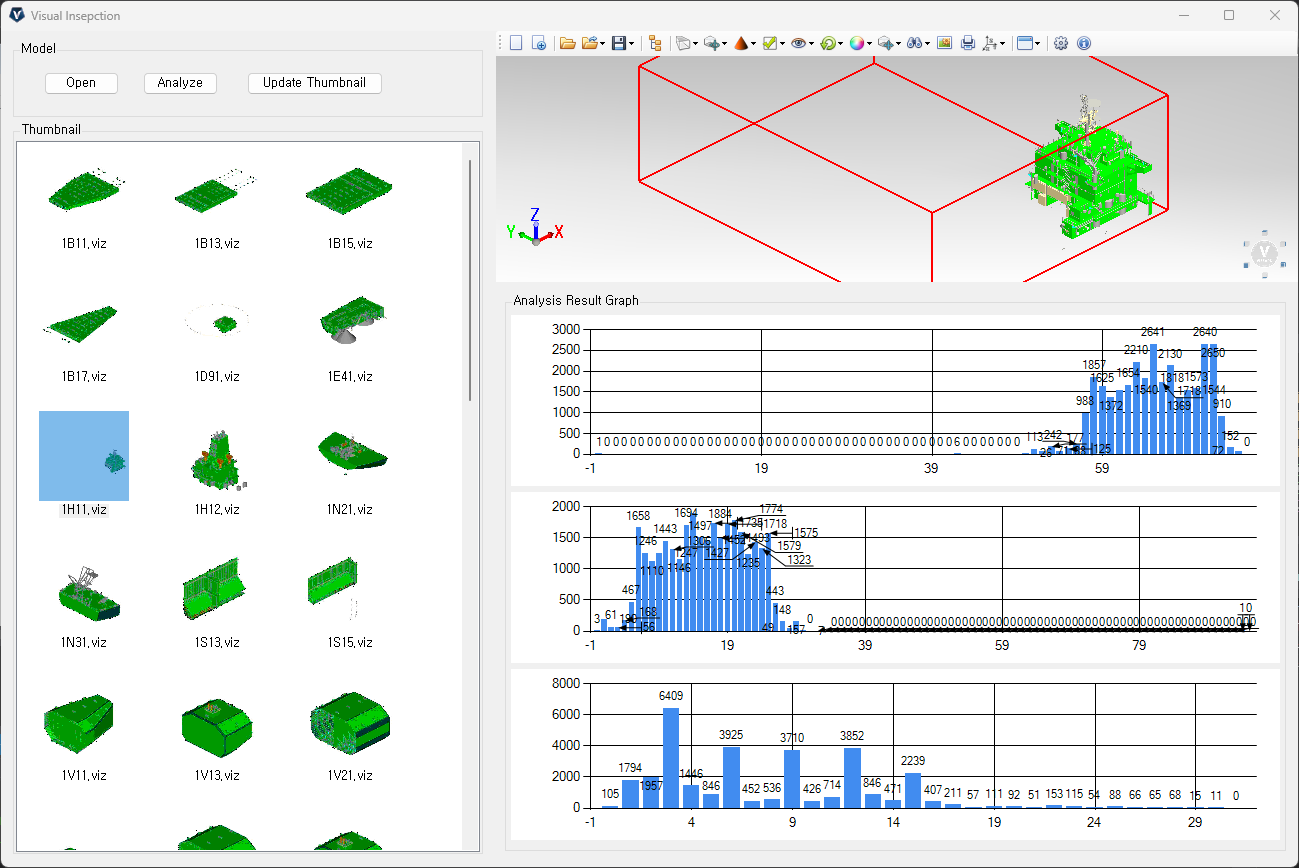 Visual Insepction
Model
Open Analyze Update Thumbnail
Thumbnail
1B11.viz 1B13.viz 1B15.viz
1B17.viz 1D91.viz 1E41.viz
1H11.viz 1H12.viz 1N21.viz
1N31.viz 1S13.viz 1S15.viz
1V11.viz 1V13.viz 1V21.viz
Z
Y X
V
Analysis Result Graph
3000
2500
2000
1500
1000
500
0
-1 19 39 59
2641 2640
2210 2130 2650
1857
1625 1654 1818 1573
1540 1718 1544
988 1372 1369 910
113 242 152 0
125 72
2000
1500
1000
500
0
-1 19 39 59 79
1658 1694 1884 1774
1443 1497 1735 1718 1575
1246 1306 1493 1579
1110 1146 1247 1427 1235 1323
467 443
3 61 168 148 0
156 49 157
10
8000
6000
4000
2000
0
6409
3925 3710 3852
1794 1957 1446 2239
105 846 452 536 426 714 846 471 407 211 57 111 92 51 153 115 54 88 66 65 68 15 11 0
-1 4 9 14 19 24 29